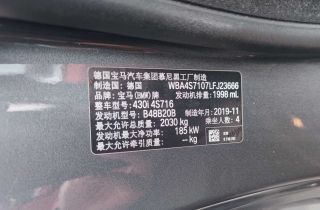 德国宝马汽车集团慕尼黑工厂制造
制造国：德国 WBA4S7107LFJ23666
品牌：宝马(BMW)牌 发动机排量：1998 mL
整车型号：430i 4S716
发动机型号：B48B20B 制造年月：2019-11
最大允许总质量：2030 kg 乘坐人数：4
发动机最大净功率：185 kW
最大允许牵引质量：— kg